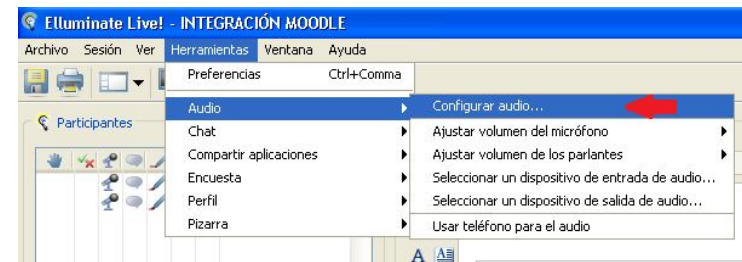 Elluminate Live! - INTEGRACIÓN MOODLE
Archivo Sesión Ver Herramientas Ventana Ayuda
Preferencias Ctrl+Comma
Participantes
Audio
Chat
Compartir aplicaciones
Encuesta
Perfil
Pizarra
Configurar audio...
Ajustar volumen del micrófono
Ajustar volumen de los parlantes
Seleccionar un dispositivo de entrada de audio...
Seleccionar un dispositivo de salida de audio...
Usar teléfono para el audio
A A